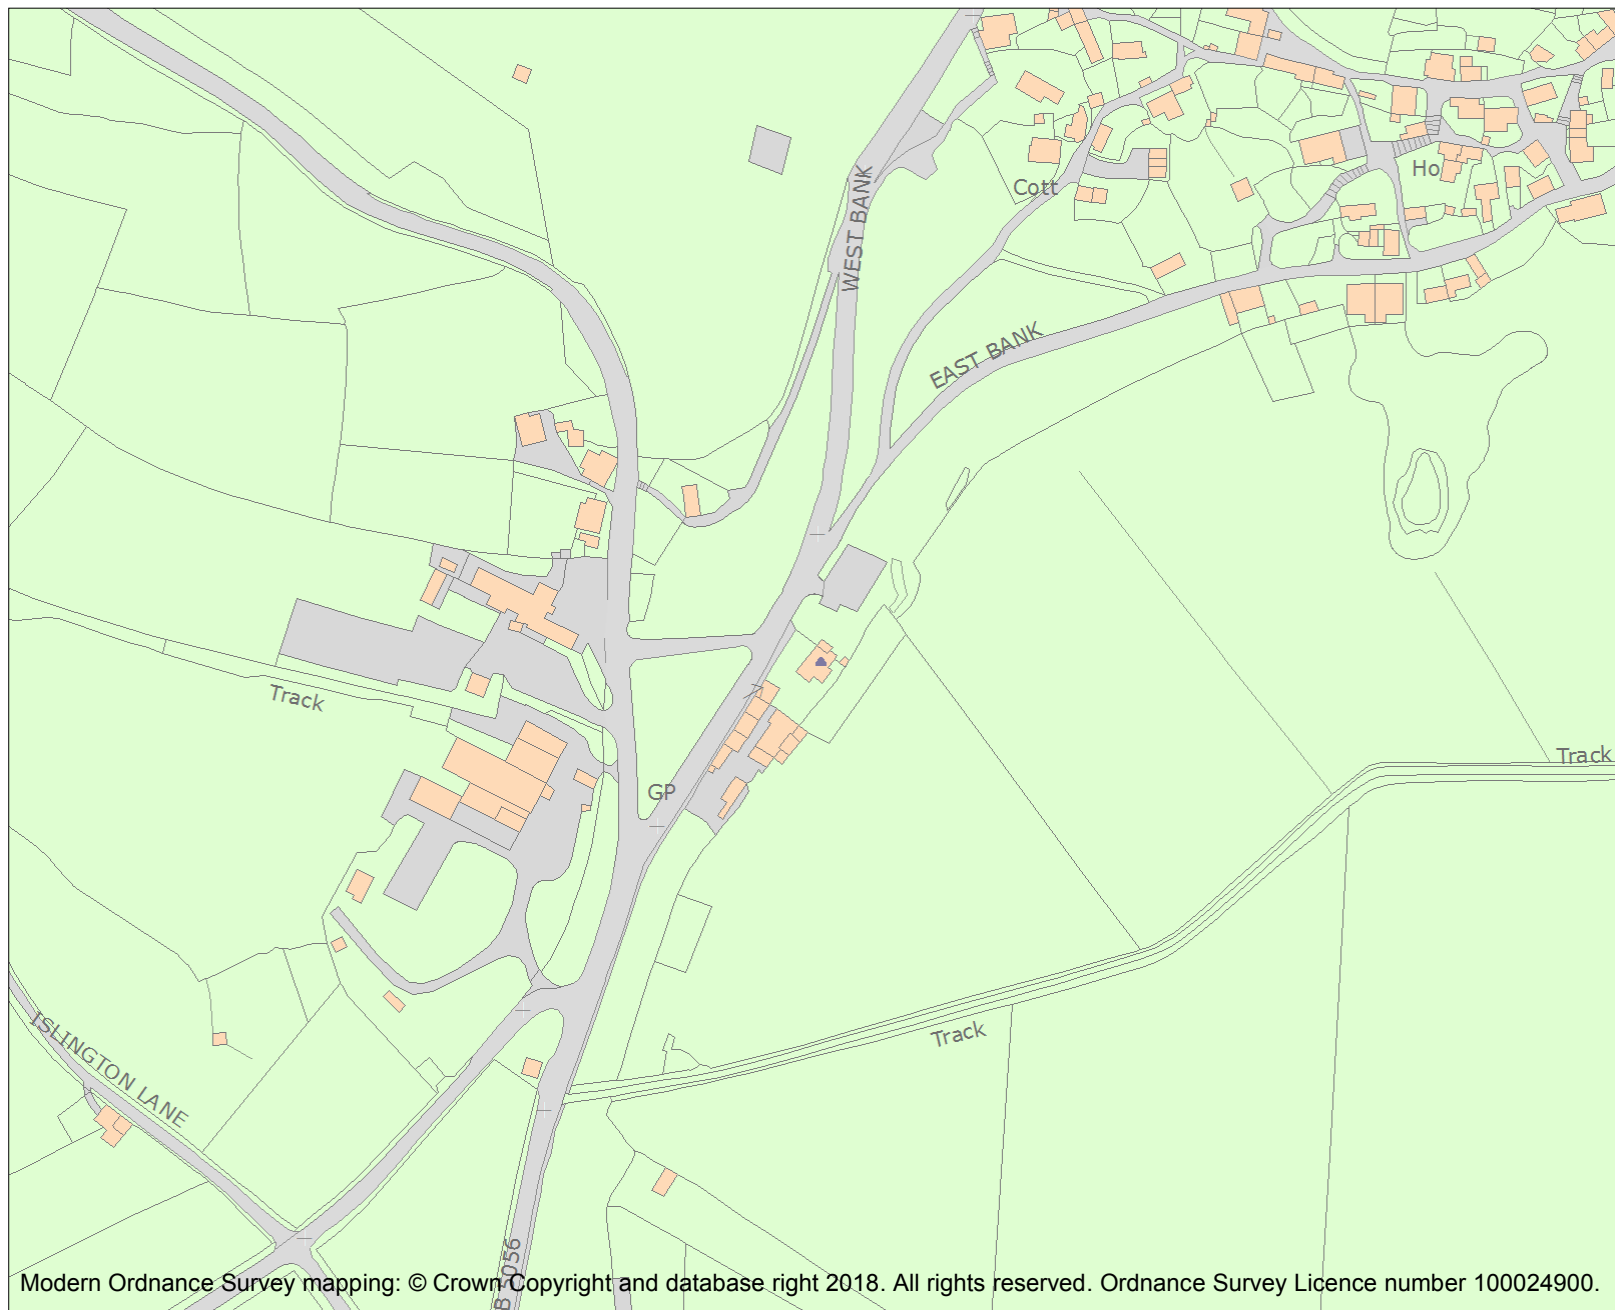 WEST BANK
Cott
Ho
EAST BANK
Track
Track
GP
Track
ISLINGTON LANE
B 5056
Modern Ordnance Survey mapping: © Crown Copyright and database right 2018. All rights reserved. Ordnance Survey Licence number 100024900.